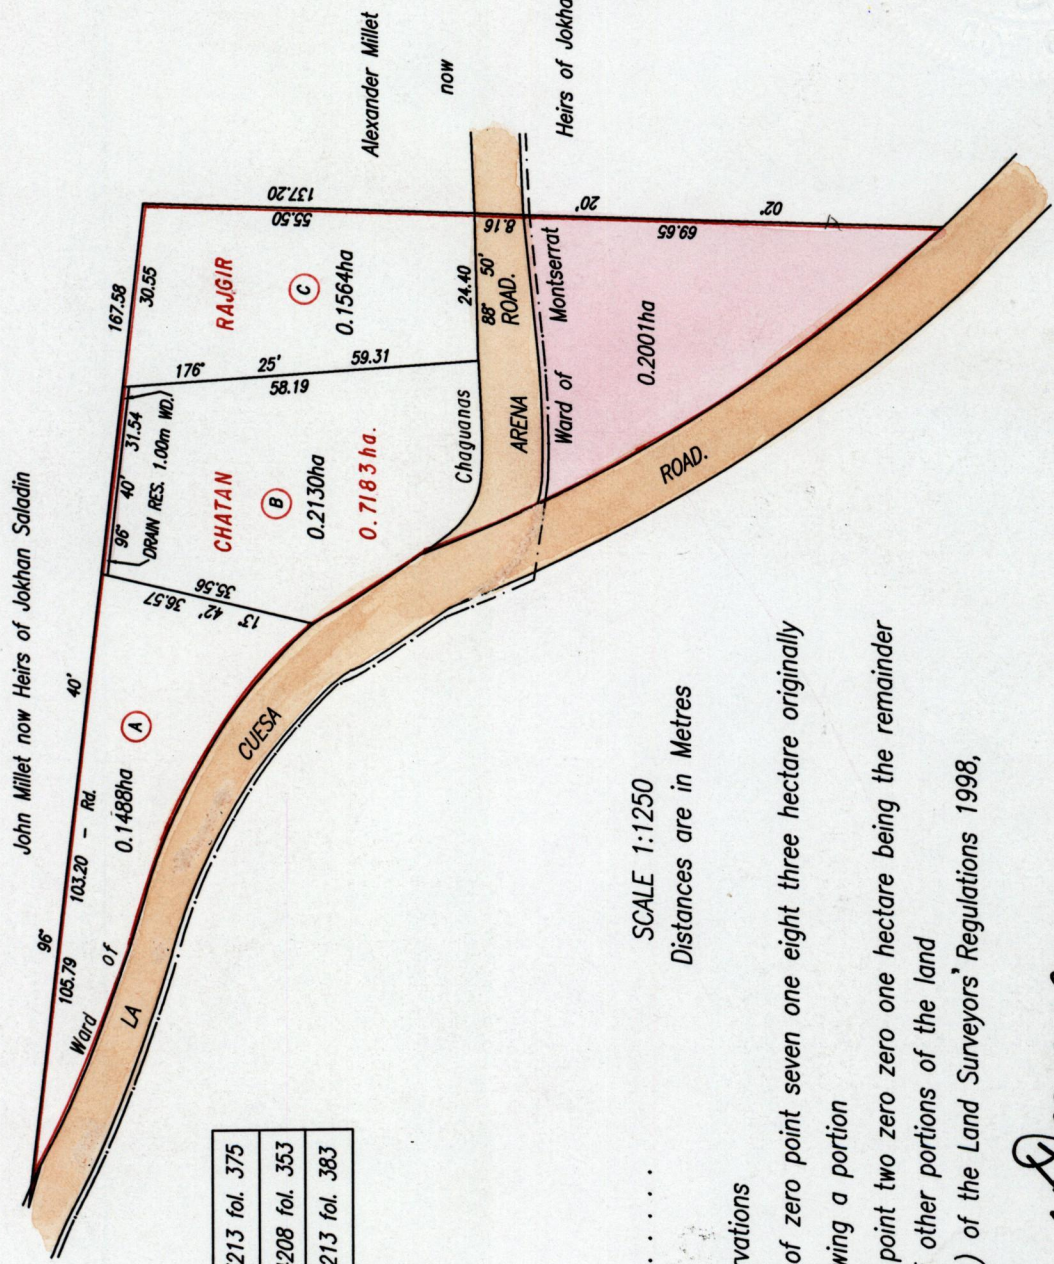 John Millet now Heirs of Jokhan Saladin
Alexander Millet
now
Heirs of Jokha
96° 40'
105.79
103.20 - Rd.
167.58
30.55
137.20
55.50
RAJGIR
C
0.1564ha
176° 25'
59.31
58.19
96° 40' 31.54
DRAIN RES. 1.00m WD.
CHATAN
B
0.2130ha
0.7183ha.
13° 42'
36.57
35.56
A
0.1488ha
Ward of
Chaguanas
24.40
88° 50'
8.16
ARENA ROAD.
Ward of Montserrat
20' 02°
69.65
0.2001ha
LA CUESA ROAD.
213 fol. 375
208 fol. 353
213 fol. 383
SCALE 1:1250
Distances are in Metres
. . . . .
vations
of zero point seven one eight three hectare originally
wing a portion
point two zero zero one hectare being the remainder
other portions of the land
) of the Land Surveyors' Regulations 1998,